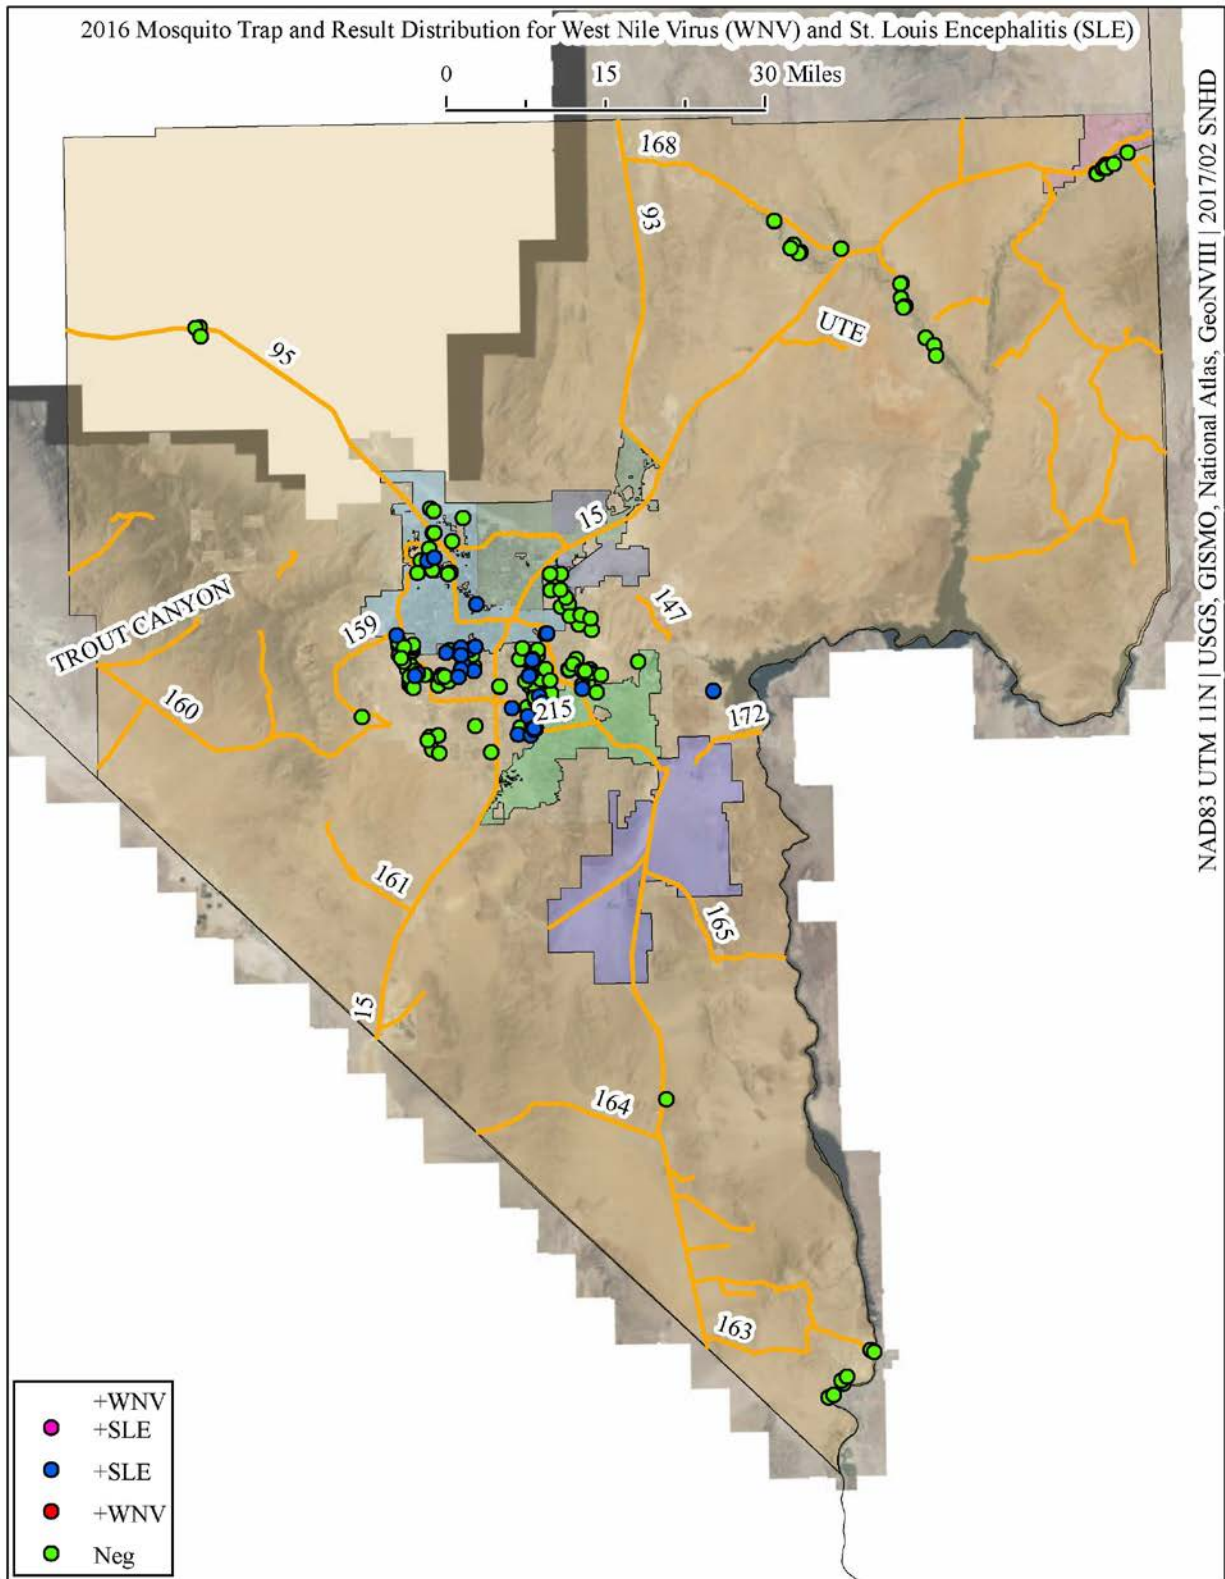 2016 Mosquito Trap and Result Distribution for West Nile Virus (WNV) and St. Louis Encephalitis (SLE)
0 15 30 Miles
NAD83 UTM 11N | USGS, GISMO, National Atlas, GeoNVIII | 2017/02 SNHD
168
93
UTE
95
15
147
159
TROUT CANYON
160
215
172
161
165
15
164
163
+WNV
+SLE
+SLE
+WNV
Neg